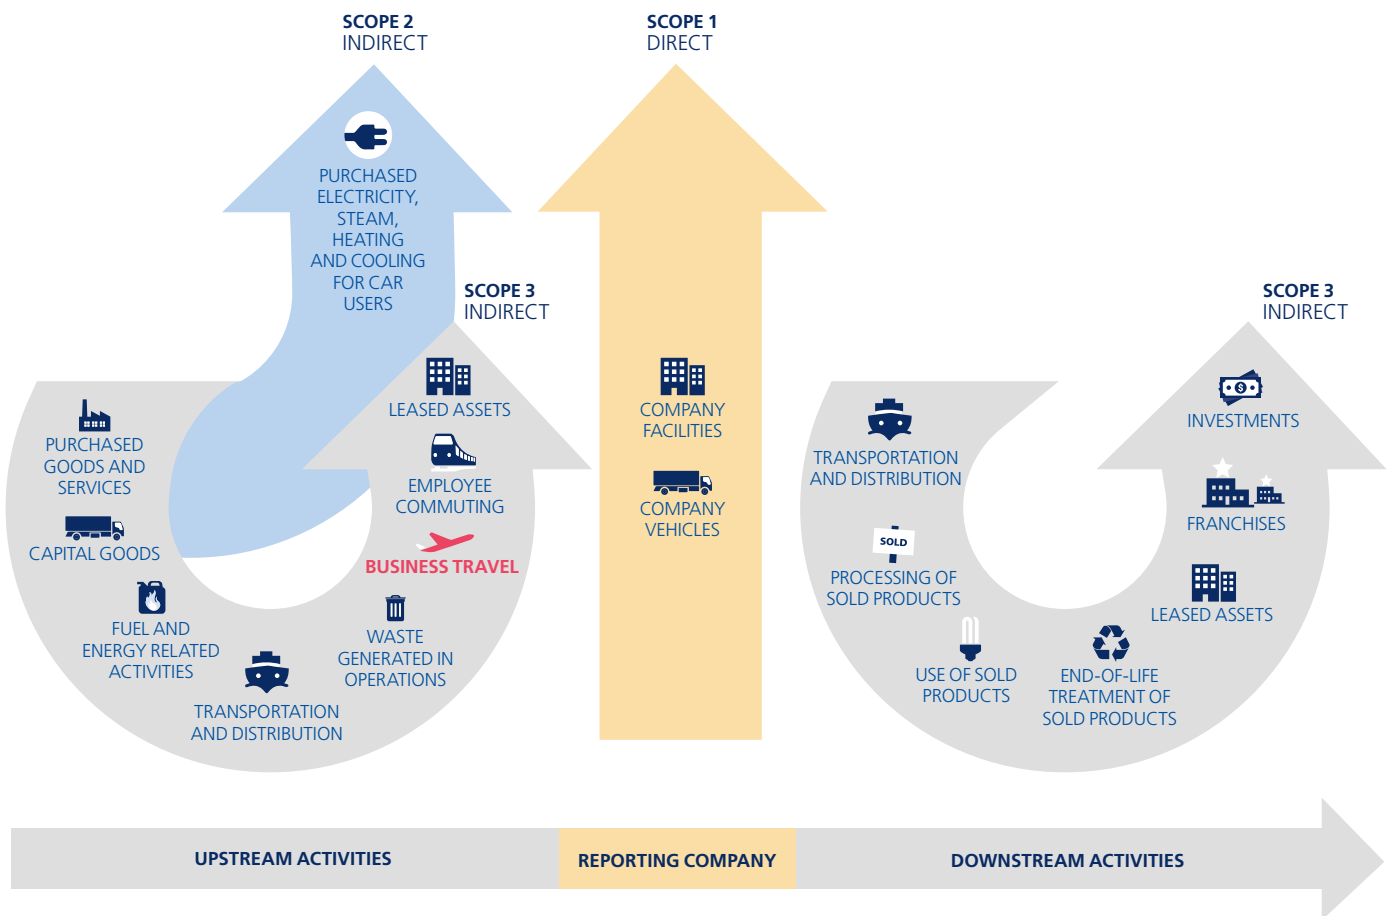 SCOPE 2
INDIRECT
PURCHASED
ELECTRICITY,
STEAM,
HEATING
AND COOLING
FOR CAR
USERS
SCOPE 3
INDIRECT
PURCHASED
GOODS AND
SERVICES
CAPITAL GOODS
FUEL AND
ENERGY RELATED
ACTIVITIES
TRANSPORTATION
AND DISTRIBUTION
WASTE
GENERATED IN
OPERATIONS
BUSINESS TRAVEL
EMPLOYEE
COMMUTING
LEASED ASSETS
SCOPE 1
DIRECT
COMPANY
FACILITIES
COMPANY
VEHICLES
SCOPE 3
INDIRECT
TRANSPORTATION
AND DISTRIBUTION
SOLD
PROCESSING OF
SOLD PRODUCTS
USE OF SOLD
PRODUCTS
END-OF-LIFE
TREATMENT OF
SOLD PRODUCTS
LEASED ASSETS
FRANCHISES
$
INVESTMENTS
UPSTREAM ACTIVITIES
REPORTING COMPANY
DOWNSTREAM ACTIVITIES